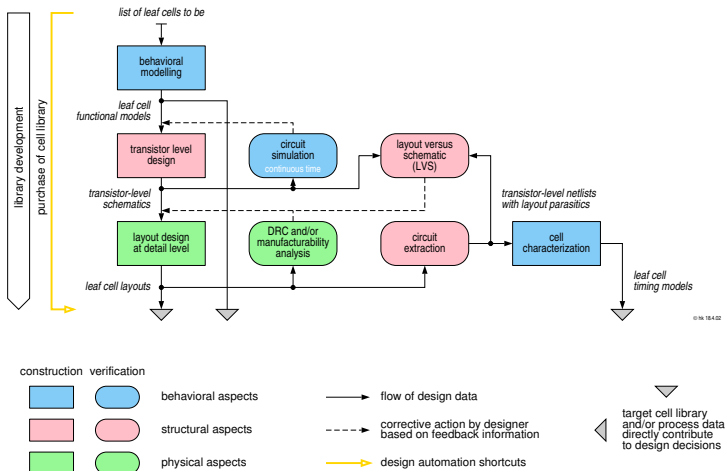 list of leaf cells to be
library development
purchase of cell library
behavioral
modelling
leaf cell
functional models
transistor level
design
circuit
simulation
continuous time
layout versus
schematic
(LVS)
transistor-level
schematics
transistor-level netlists
with layout parasitics
layout design
at detail level
DRC and/or
manufacturability
analysis
circuit
extraction
cell
characterization
leaf cell layouts
leaf cell
timing models
© hk 18.4.02
construction
verification
behavioral aspects
flow of design data
structural aspects
corrective action by designer
based on feedback information
target cell library
and/or process data
directly contribute
to design decisions
physical aspects
design automation shortcuts